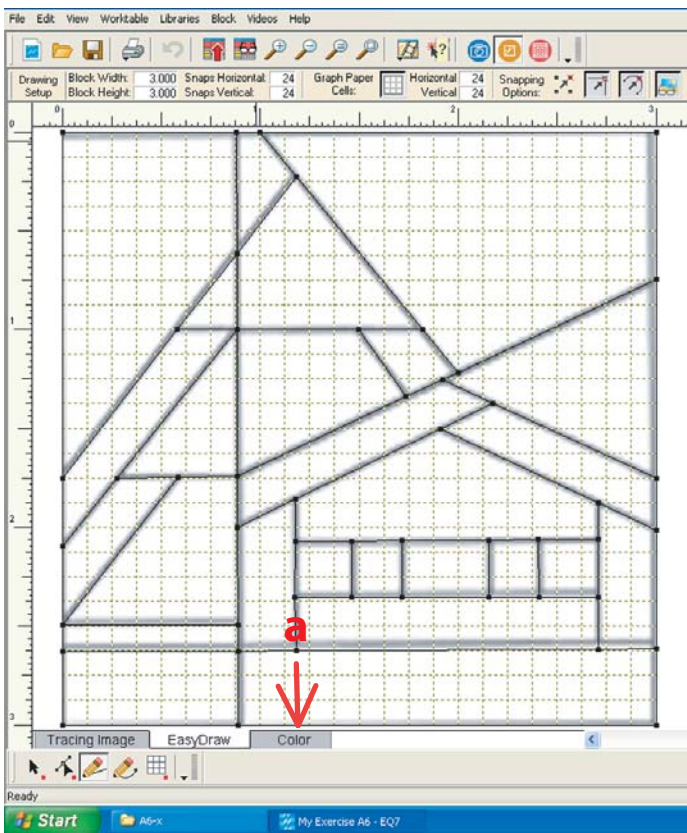 File Edit View Worktable Libraries Block Videos Help
Drawing Setup Block Width: 3.000 Snaps Horizontal: 24 Graph Paper Cells: Horizontal 24 Snapping Options:
Block Height: 3.000 Snaps Vertical: 24 Vertical 24
0 1 2 3
0
1
2
a
3
Tracing Image EasyDraw Color
Ready
Start A6-x My Exercise A6 - EQ7